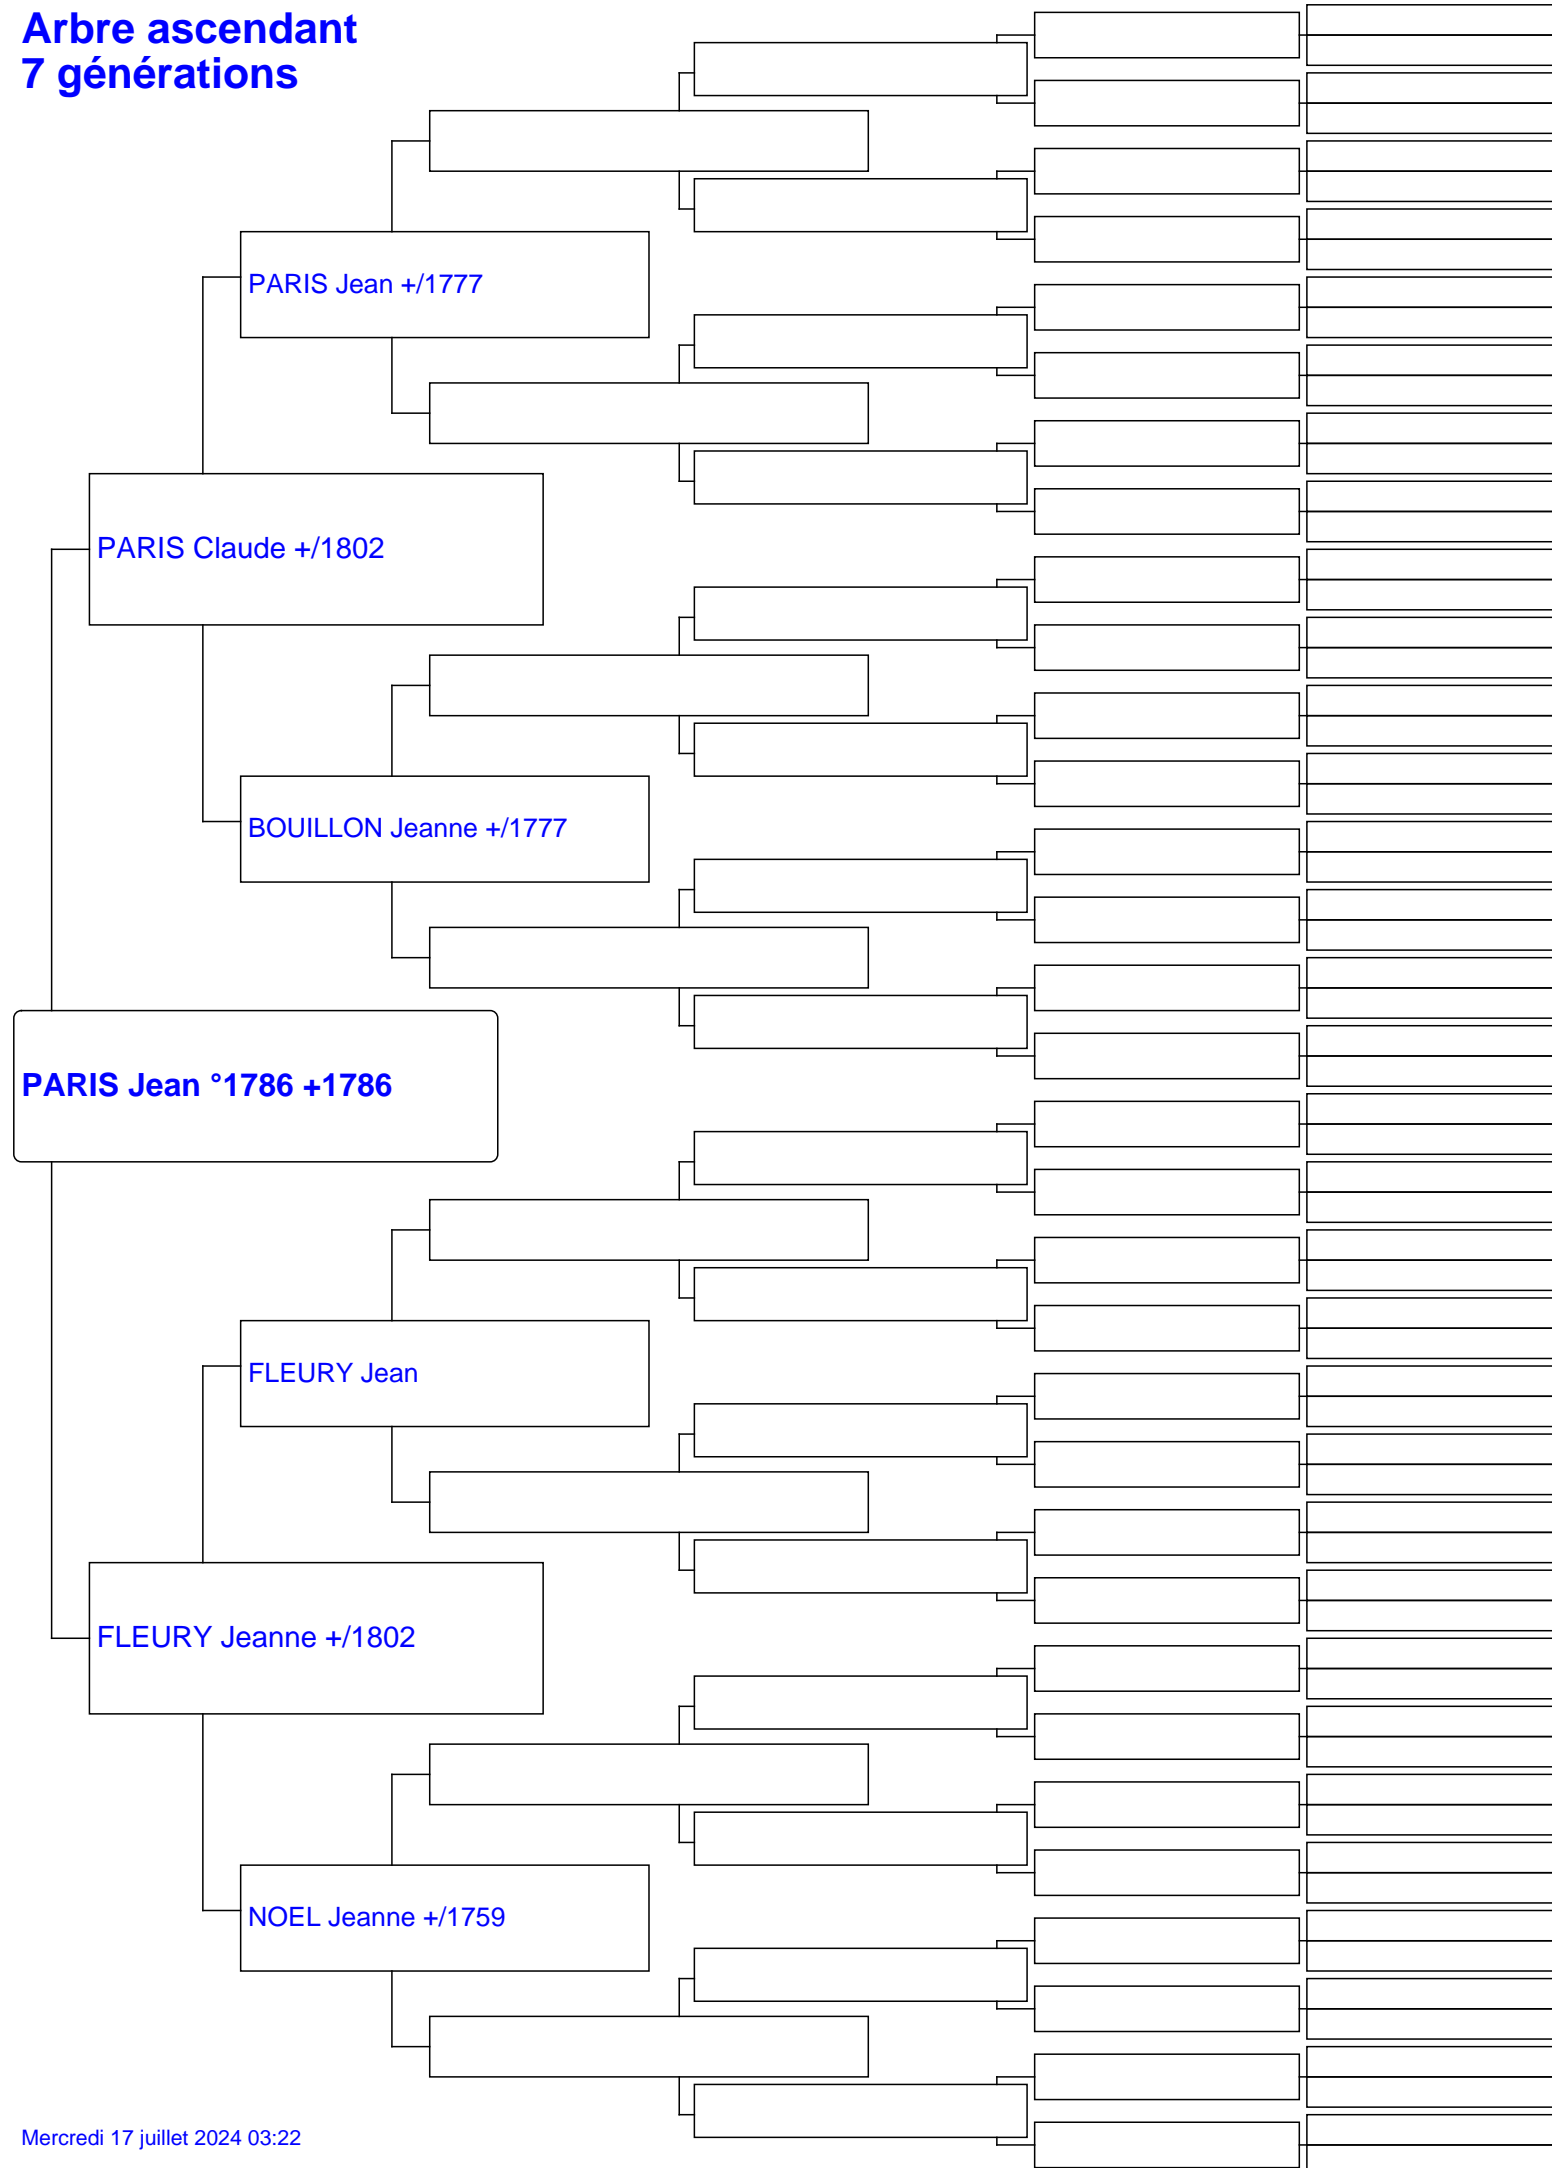 Arbre ascendant
7 générations
PARIS Jean +/1777
PARIS Claude +/1802
BOUILLON Jeanne +/1777
PARIS Jean °1786 +1786
FLEURY Jean
FLEURY Jeanne +/1802
NOEL Jeanne +/1759
Mercredi 17 juillet 2024 03:22